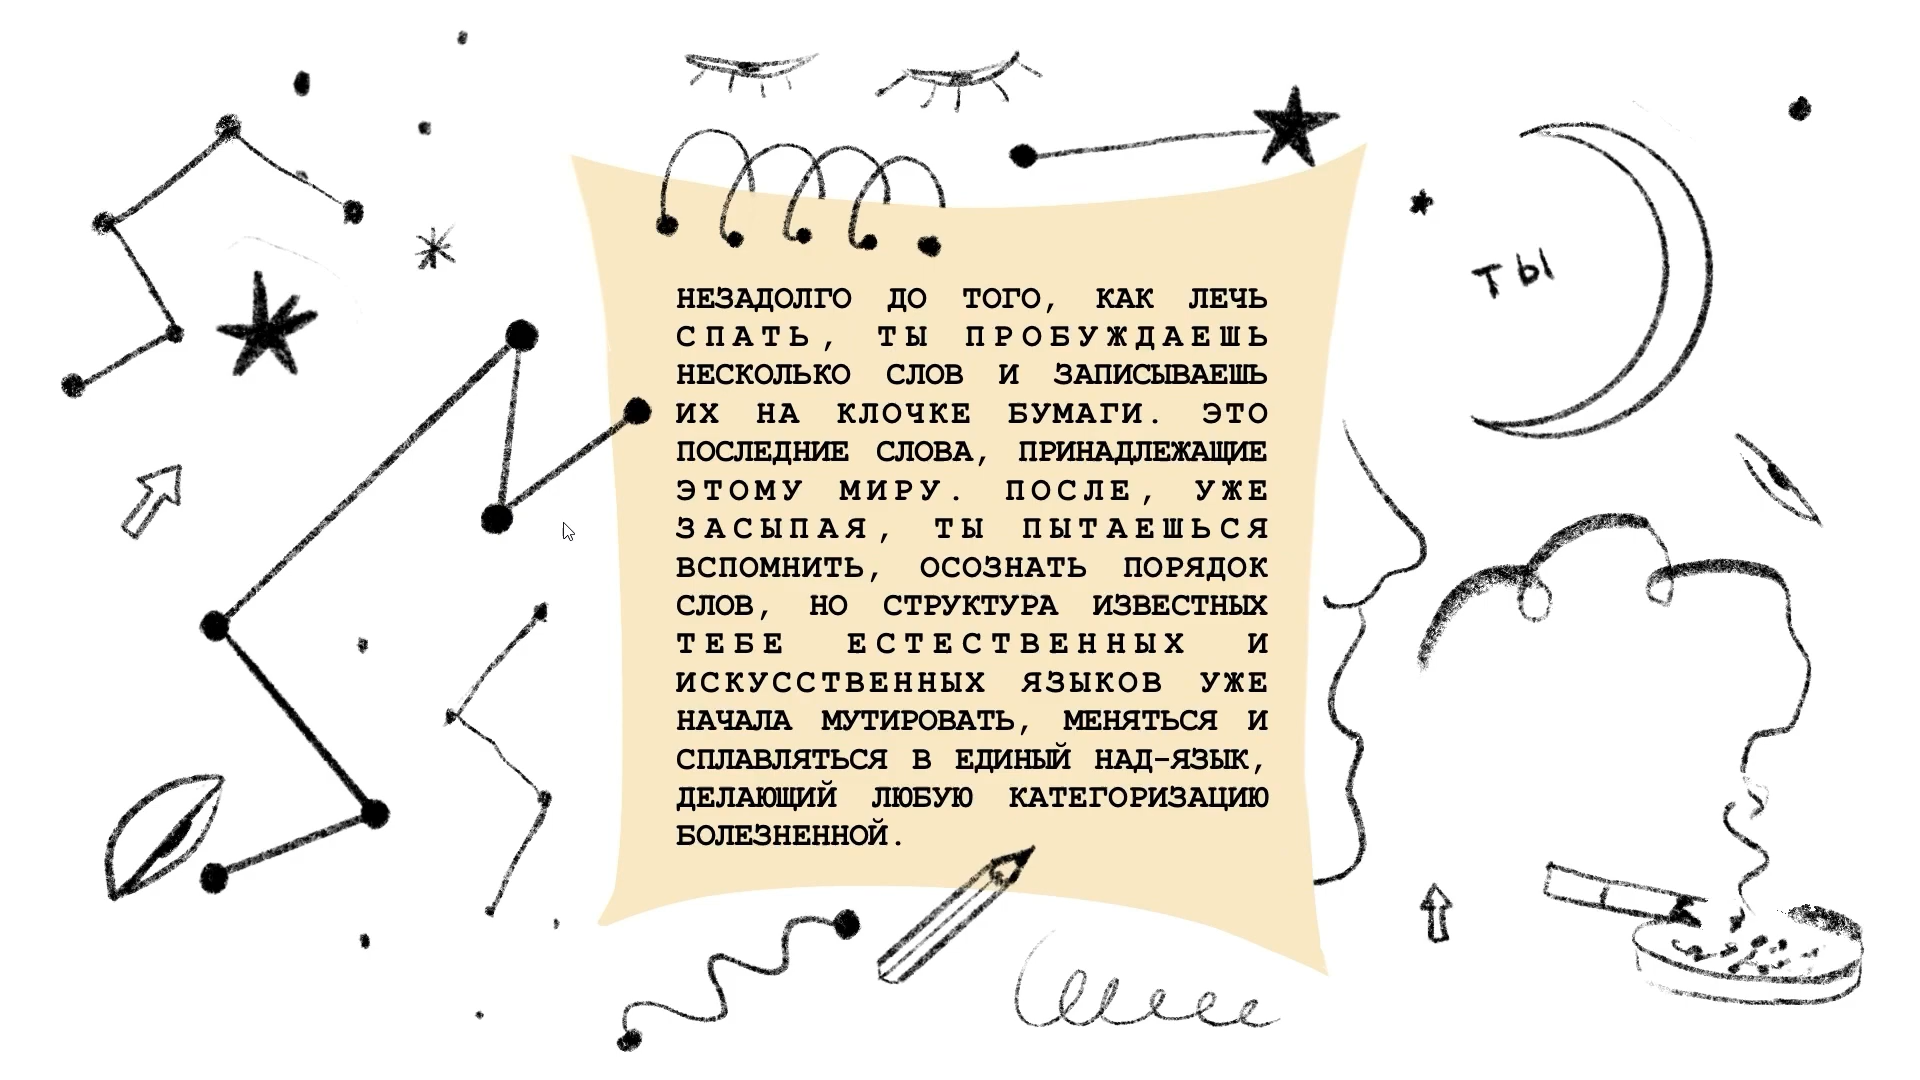 НЕЗАДОЛГО ДО ТОГО, КАК ЛЕЧЬ
СПАТЬ, ТЫ ПРОБУЖДАЕШЬ
НЕСКОЛЬКО СЛОВ И ЗАПИСЫВАЕШЬ
ИХ НА КЛОЧКЕ БУМАГИ. ЭТО
ПОСЛЕДНИЕ СЛОВА, ПРИНАДЛЕЖАЩИЕ
ЭТОМУ МИРУ. ПОСЛЕ, УЖЕ
ЗАСЫПАЯ, ТЫ ПЫТАЕШЬСЯ
ВСПОМНИТЬ, ОСОЗНАТЬ ПОРЯДОК
СЛОВ, НО СТРУКТУРА ИЗВЕСТНЫХ
ТЕБЕ ЕСТЕСТВЕННЫХ И
ИСКУССТВЕННЫХ ЯЗЫКОВ УЖЕ
НАЧАЛА МУТИРОВАТЬ, МЕНЯТЬСЯ И
СПЛАВЛЯТЬСЯ В ЕДИНЫЙ НАД-ЯЗЫК,
ДЕЛАЮЩИЙ ЛЮБУЮ КАТЕГОРИЗАЦИЮ
БОЛЕЗНЕННОЙ.
ТЫ